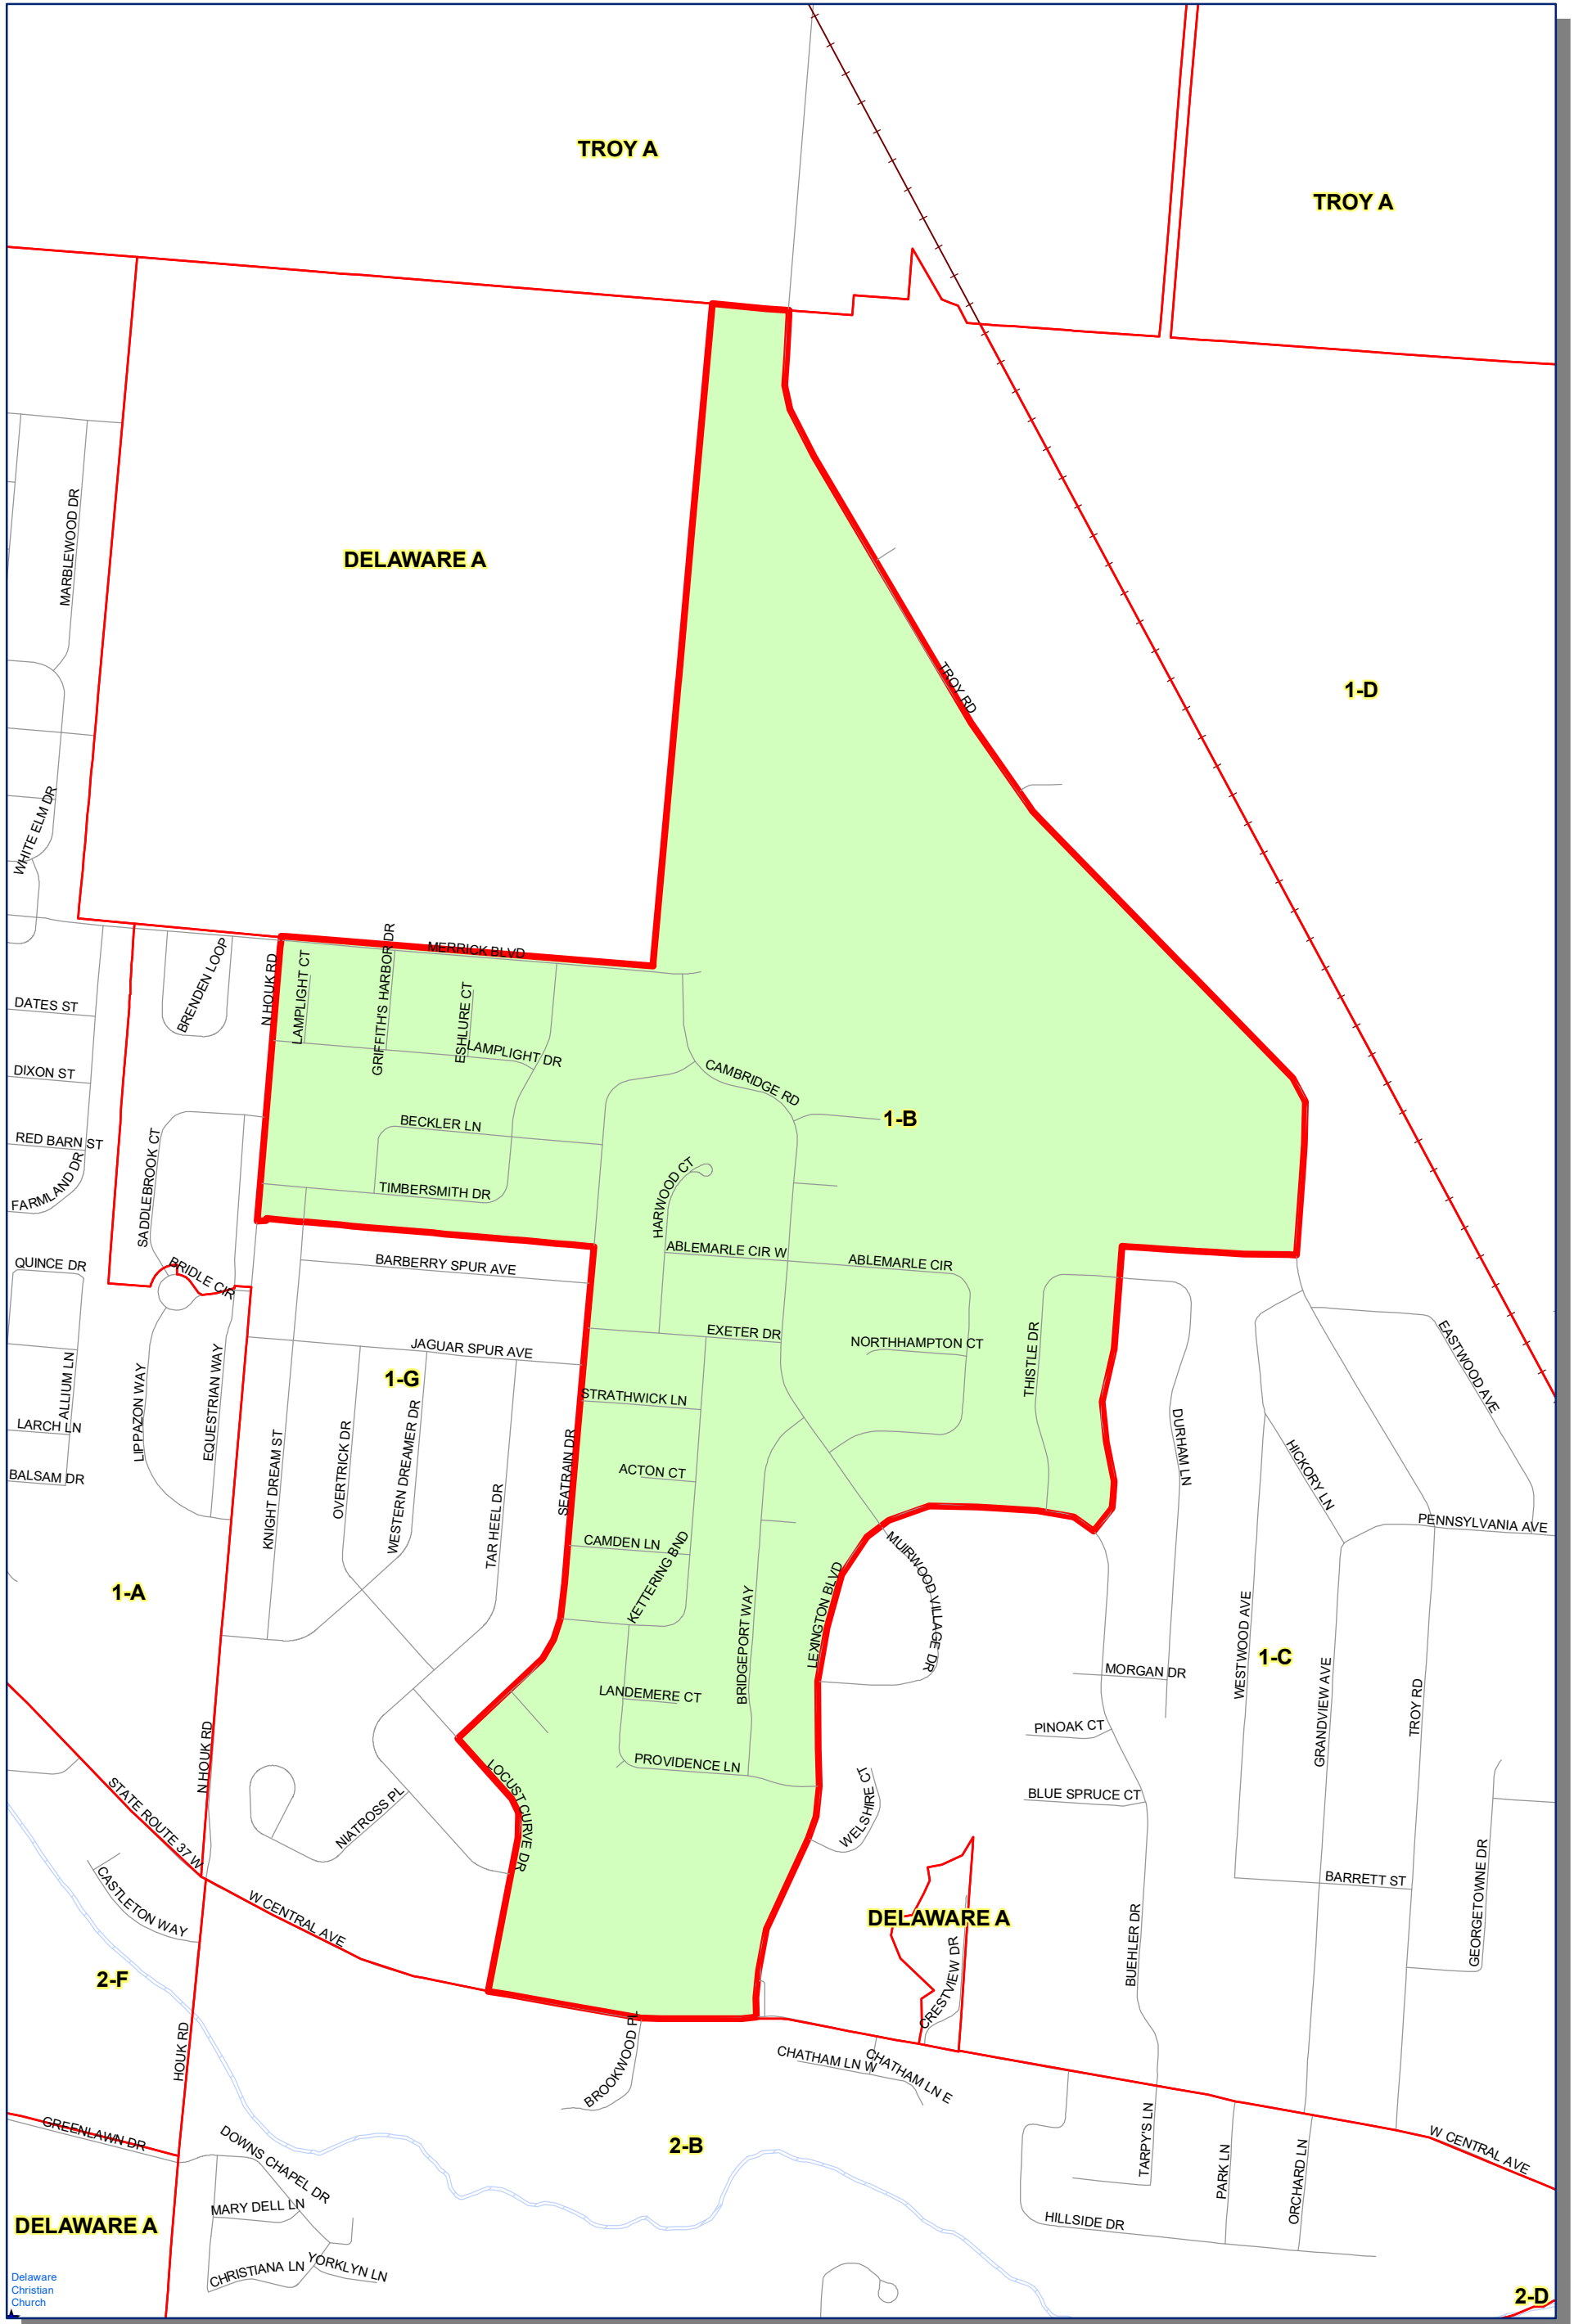 TROY A
TROY A
DELAWARE A
MARBLEWOOD DR
TROY RD
1-D
WHITE ELM DR
MERRICK BLVD
GRIFFITH'S HARBOR DR
BRENDEN LOOP
N HOUK RD
LAMPLIGHT CT
ESHLURE CT
LAMPLIGHT DR
DATES ST
DIXON ST
CAMBRIDGE RD
1-B
BECKLER LN
RED BARN ST
FARMLAND DR
SADDLEBROOK CT
TIMBERSMITH DR
HARWOOD CT
ABLEMARLE CIR W
ABLEMARLE CIR
QUINCE DR
BRIDLE CIR
BARBERRY SPUR AVE
EXETER DR
NORTHHAMPTON CT
THISTLE DR
EASTWOOD AVE
JAGUAR SPUR AVE
1-G
ALLIUM LN
LIPPAZON WAY
EQUESTRIAN WAY
STRATHWICK LN
LARCH LN
BALSAM DR
KNIGHT DREAM ST
OVERTRICK DR
WESTERN DREAMER DR
TAR HEEL DR
SEATRAIN DR
ACTON CT
DURHAM LN
HICKORY LN
PENNSYLVANIA AVE
CAMDEN LN
KETTERING BND
MUIRWOOD VILLAGE DR
LEXINGTON BLVD
BRIDGEPORT WAY
1-A
WESTWOOD AVE
1-C
GRANDVIEW AVE
TROY RD
MORGAN DR
LANDEMERE CT
PINOAK CT
PROVIDENCE LN
N HOUK RD
STATE ROUTE 37 W
NIATROSS PL
LOCUST CURVE DR
WELSHIRE CT
BLUE SPRUCE CT
BARRETT ST
GEORGETOWNE DR
CASTLETON WAY
W CENTRAL AVE
DELAWARE A
CRESTVIEW DR
BUEHLER DR
2-F
HOUK RD
BROOKWOOD PL
CHATHAM LN W
CHATHAM LN E
GREENLAWN DR
DOWNS CHAPEL DR
2-B
TARPY'S LN
PARK LN
ORCHARD LN
W CENTRAL AVE
MARY DELL LN
DELAWARE A
HILLSIDE DR
CHRISTIANA LN
YORKLYN LN
Delaware
Christian
Church
2-D